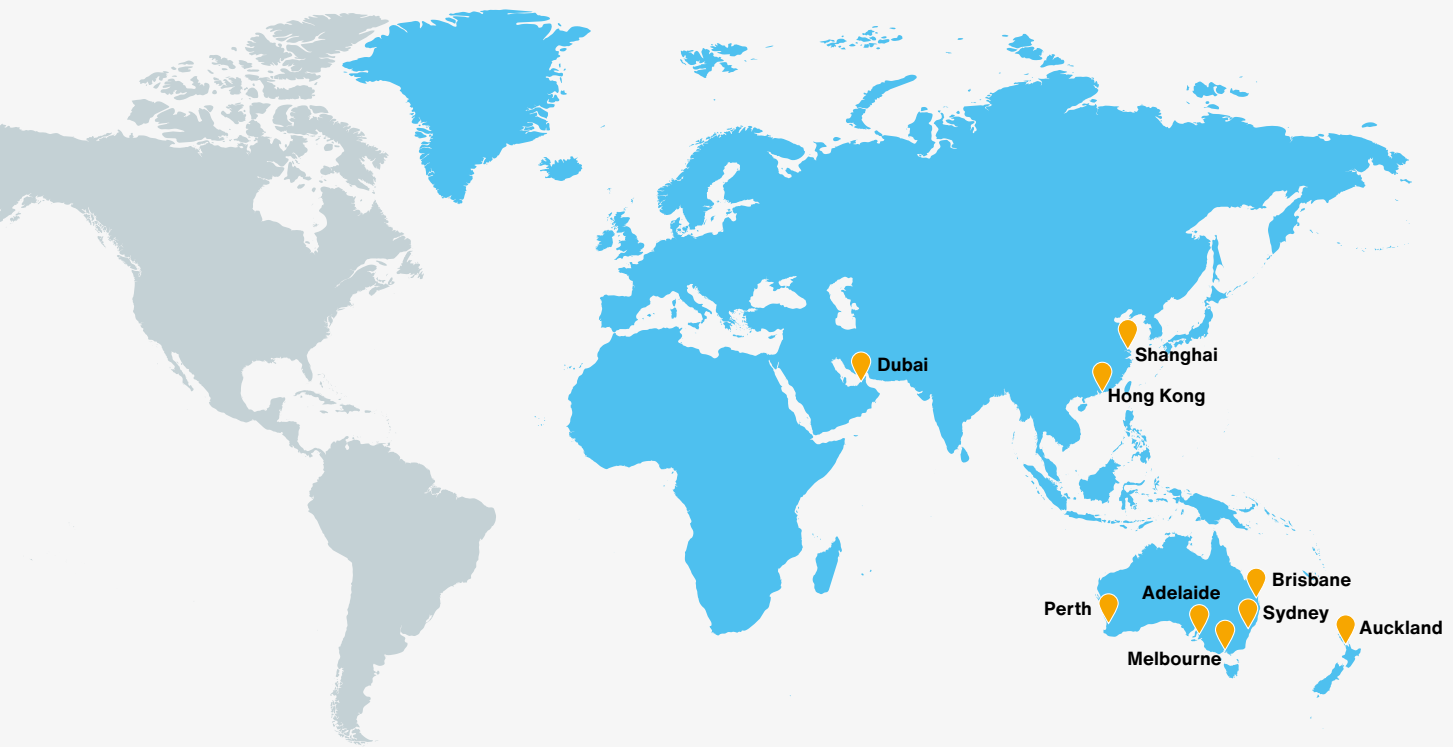 Shanghai
Dubai
Hong Kong
Brisbane
Adelaide
Perth
Sydney
Auckland
Melbourne